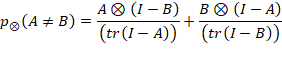 p⊗(A ≠ B) = A ⊗ (I − B) / (tr(I − A)) + B ⊗ (I − A) / (tr(I − B))